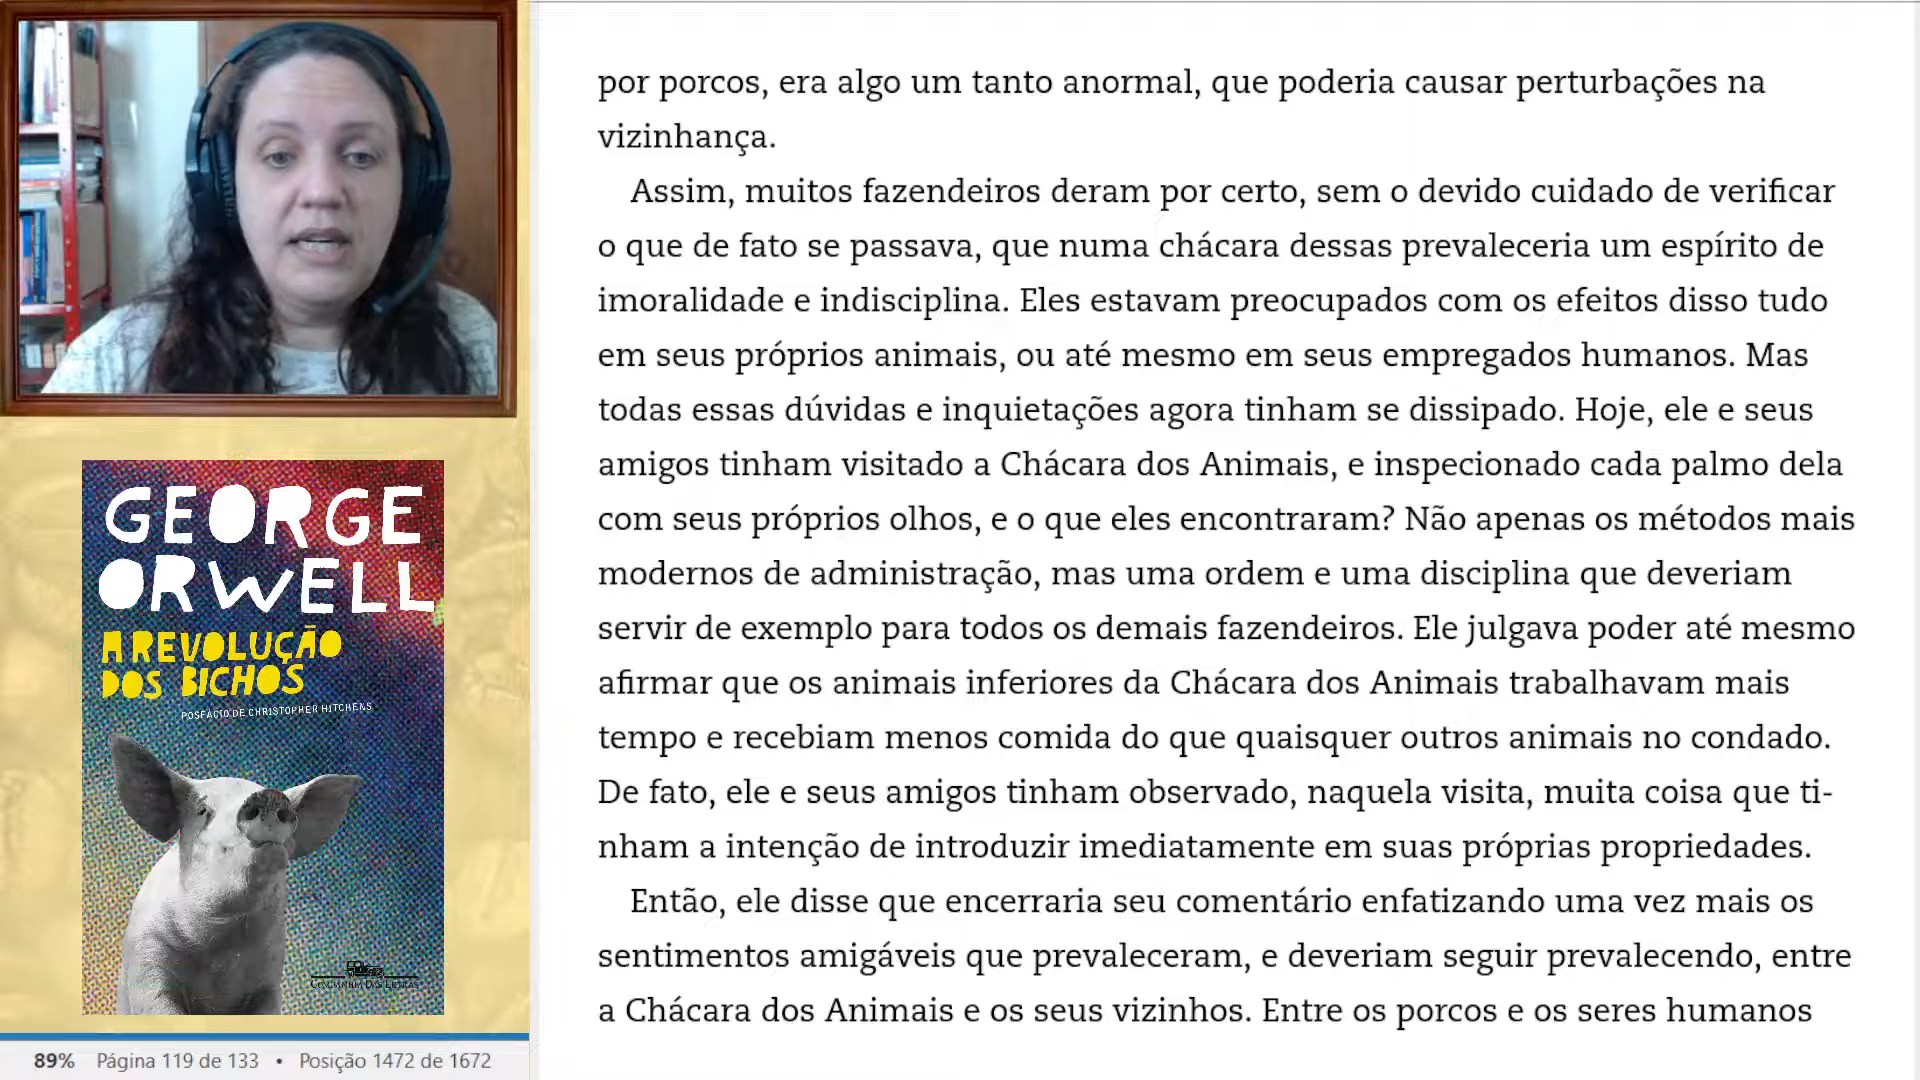 por porcos, era algo um tanto anormal, que poderia causar perturbações na
vizinhança.
Assim, muitos fazendeiros deram por certo, sem o devido cuidado de verificar
o que de fato se passava, que numa chácara dessas prevaleceria um espírito de
imoralidade e indisciplina. Eles estavam preocupados com os efeitos disso tudo
em seus próprios animais, ou até mesmo em seus empregados humanos. Mas
todas essas dúvidas e inquietações agora tinham se dissipado. Hoje, ele e seus
amigos tinham visitado a Chácara dos Animais, e inspecionado cada palmo dela
com seus próprios olhos, e o que eles encontraram? Não apenas os métodos mais
modernos de administração, mas uma ordem e uma disciplina que deveriam
servir de exemplo para todos os demais fazendeiros. Ele julgava poder até mesmo
afirmar que os animais inferiores da Chácara dos Animais trabalhavam mais
tempo e recebiam menos comida do que quaisquer outros animais no condado.
De fato, ele e seus amigos tinham observado, naquela visita, muita coisa que ti-
nham a intenção de introduzir imediatamente em suas próprias propriedades.
Então, ele disse que encerraria seu comentário enfatizando uma vez mais os
sentimentos amigáveis que prevaleceram, e deveriam seguir prevalecendo, entre
a Chácara dos Animais e os seus vizinhos. Entre os porcos e os seres humanos
GEORGE
ORWELL
A REVOLUÇÃO
DOS BICHOS
POSFÁCIO DE CHRISTOPHER HITCHENS
COMPANHIA DAS LETRAS
89% Página 119 de 133 • Posição 1472 de 1672